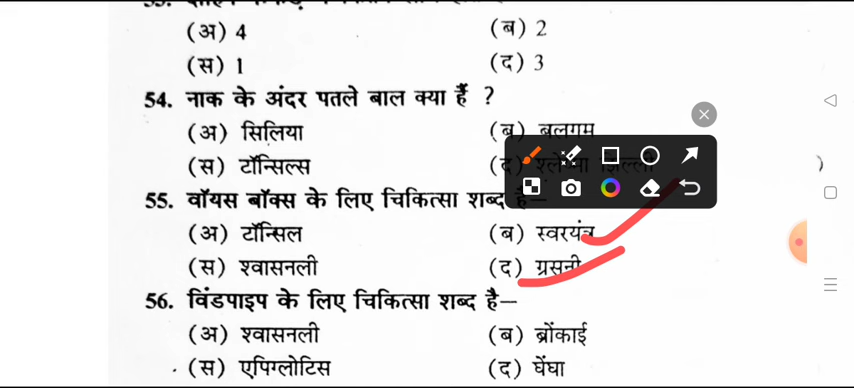 (अ) 4 (ब) 2
(स) 1 (द) 3
54. नाक के अंदर पतले बाल क्या हैं ?
(अ) सिलिया (ब) बलगम
(स) टॉन्सिल्स (द) श्लेष्मा झिल्ली
55. वॉयस बॉक्स के लिए चिकित्सा शब्द है—
(अ) टॉन्सिल (ब) स्वरयंत्र
(स) श्वासनली (द) ग्रसनी
56. विंडपाइप के लिए चिकित्सा शब्द है—
(अ) श्वासनली (ब) ब्रोंकाई
(स) एपिग्लोटिस (द) घेंघा